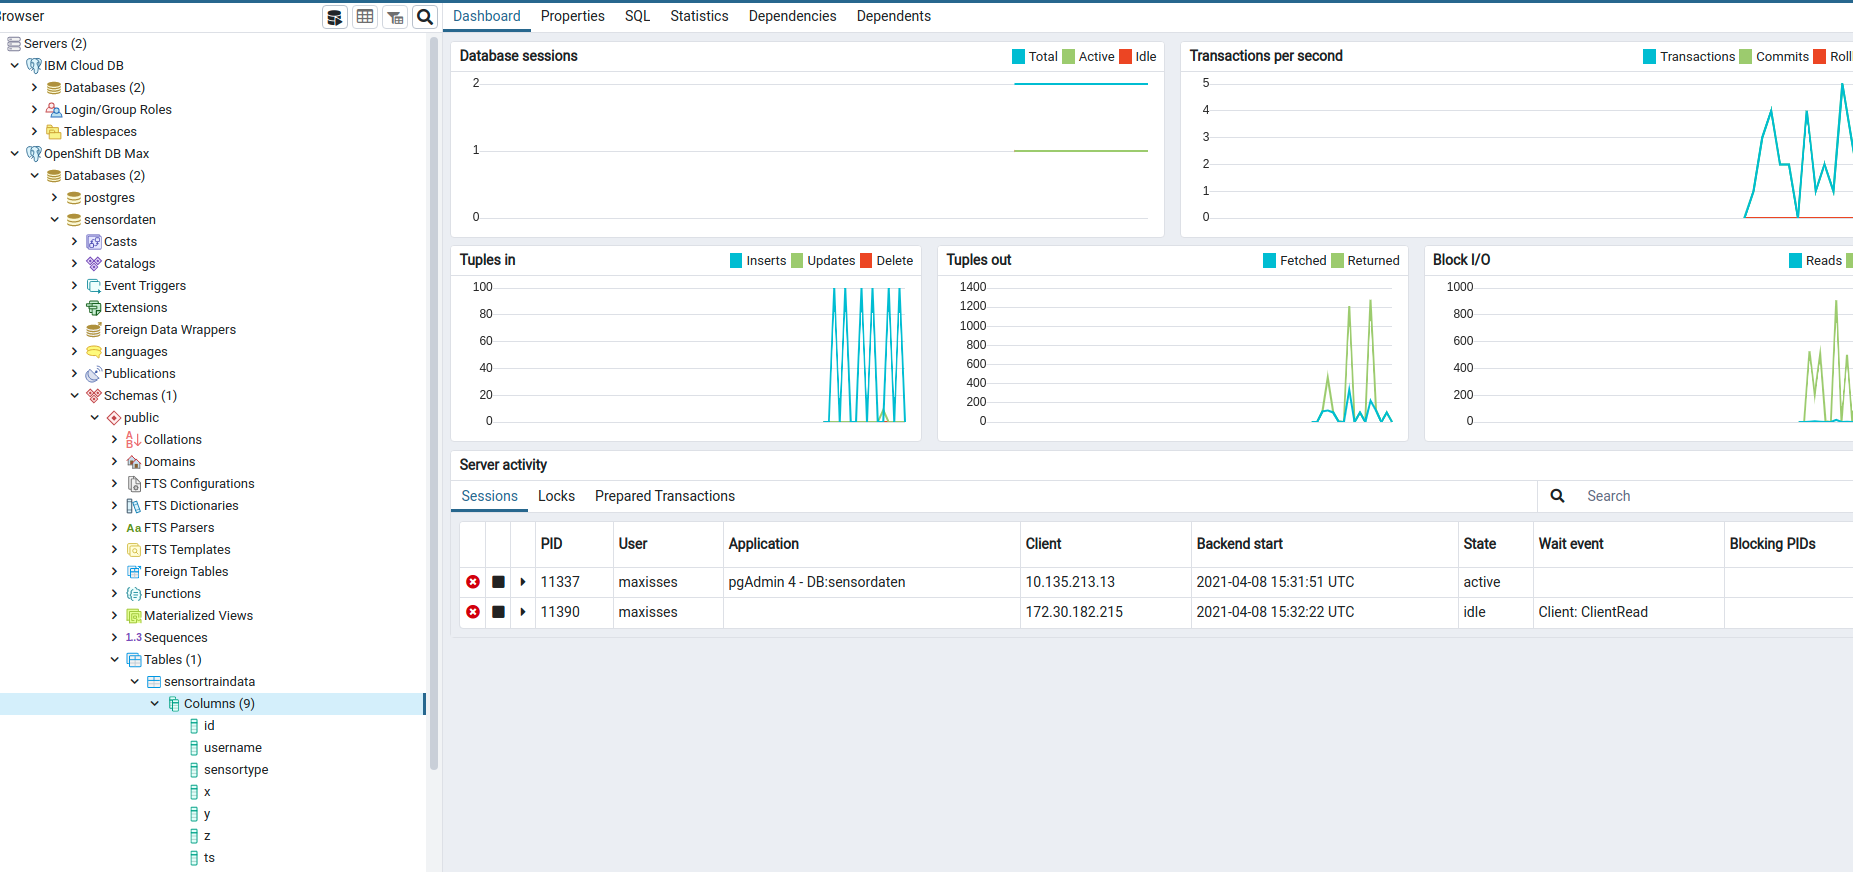 Browser
Dashboard Properties SQL Statistics Dependencies Dependents
Servers (2)
IBM Cloud DB
Databases (2)
Login/Group Roles
Tablespaces
OpenShift DB Max
Databases (2)
postgres
sensordaten
Casts
Catalogs
Event Triggers
Extensions
Foreign Data Wrappers
Languages
Publications
Schemas (1)
public
Collations
Domains
FTS Configurations
FTS Dictionaries
Aa FTS Parsers
FTS Templates
Foreign Tables
Functions
Materialized Views
1..3 Sequences
Tables (1)
sensortraindata
Columns (9)
id
username
sensortype
x
y
z
ts
Database sessions Total Active Idle
2
1
0
Transactions per second Transactions Commits Roll
5
4
3
2
1
0
Tuples in Inserts Updates Delete
100
80
60
40
20
0
Tuples out Fetched Returned
1400
1200
1000
800
600
400
200
0
Block I/O Reads
1000
800
600
400
200
0
Server activity
Sessions Locks Prepared Transactions Search
PID User Application Client Backend start State Wait event Blocking PIDs
11337 maxisses pgAdmin 4 - DB:sensordaten 10.135.213.13 2021-04-08 15:31:51 UTC active
11390 maxisses 172.30.182.215 2021-04-08 15:32:22 UTC idle Client: ClientRead